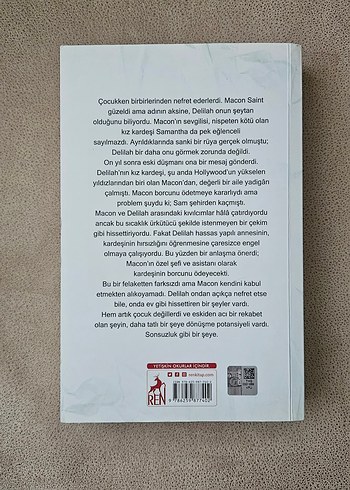 Çocukken birbirlerinden nefret ederlerdi. Macon Saint
güzeldi ama adının aksine, Delilah onun şeytan
olduğunu biliyordu. Macon'ın sevgilisi, nispeten kötü olan
kız kardeşi Samantha da pek eğlenceli
sayılmazdı. Ayrıldıklarında sanki bir rüya gerçek olmuştu;
Delilah bir daha onu görmek zorunda değildi.
On yıl sonra eski düşmanı ona bir mesaj gönderdi.
Delilah'nın kız kardeşi, şu anda Hollywood'un yükselen
yıldızlarından biri olan Macon'dan, değerli bir aile yadigârı
çalmıştı. Macon borcunu ödetmeye kararlıydı ama
problem şuydu ki; Sam şehirden kaçmıştı.
Macon ve Delilah arasındaki kıvılcımlar hâlâ çatırdıyordu
ancak bu sıcaklık ürkütücü şekilde istenmeyen bir çekim
gibi hissettiriyordu. Fakat Delilah hassas yapılı annesinin,
kardeşinin hırsızlığını öğrenmesine çaresizce engel
olmaya çalışıyordu. Bu yüzden bir anlaşma önerdi;
Macon'ın özel şefi ve asistanı olarak
kardeşinin borcunu ödeyecekti.
Bu bir felaketten farksızdı ama Macon kendini kabul
etmekten alıkoyamadı. Delilah ondan açıkça nefret etse
bile, onda ev gibi hissettiren bir şeyler vardı.
Hem artık çocuk değillerdi ve eskiden acı bir rekabet
olan şeyin, daha tatlı bir şeye dönüşme potansiyeli vardı.
Sonsuzluk gibi bir şeye.
YETİŞKİN OKURLAR İÇİNDİR
renkitap.com
REN
9 786259 877402